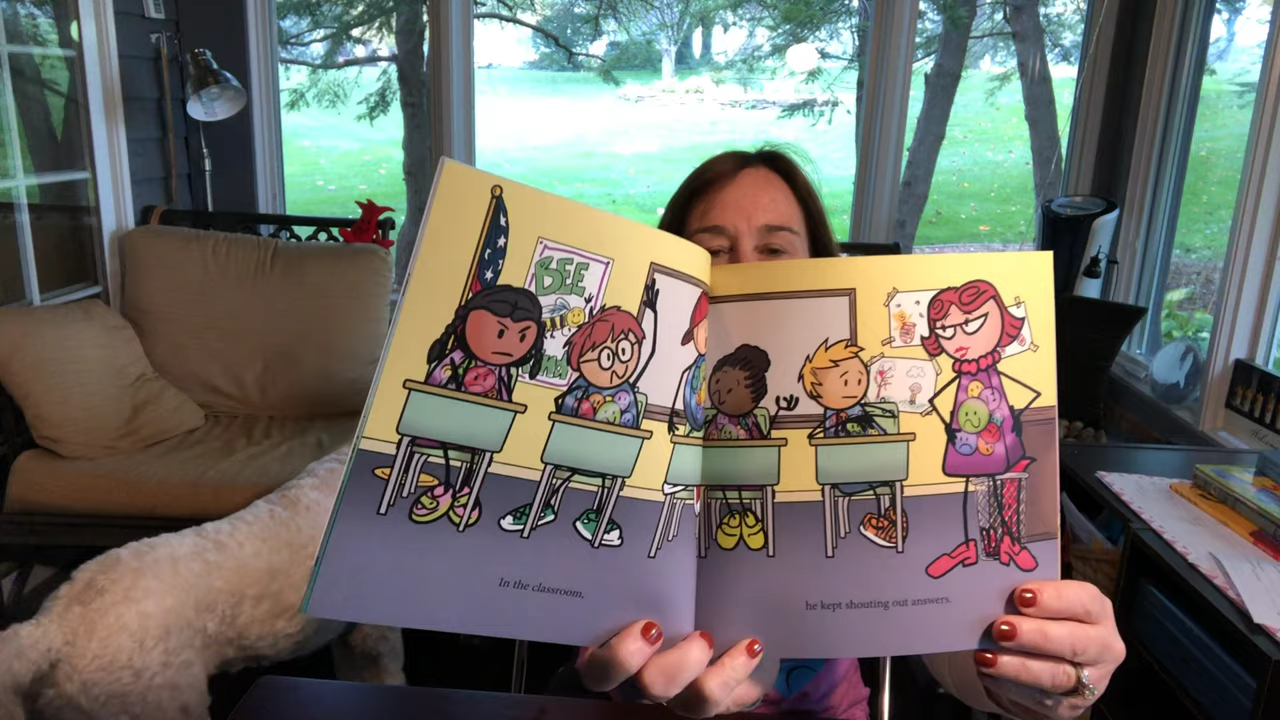 BEE
In the classroom,
he kept shouting out answers.